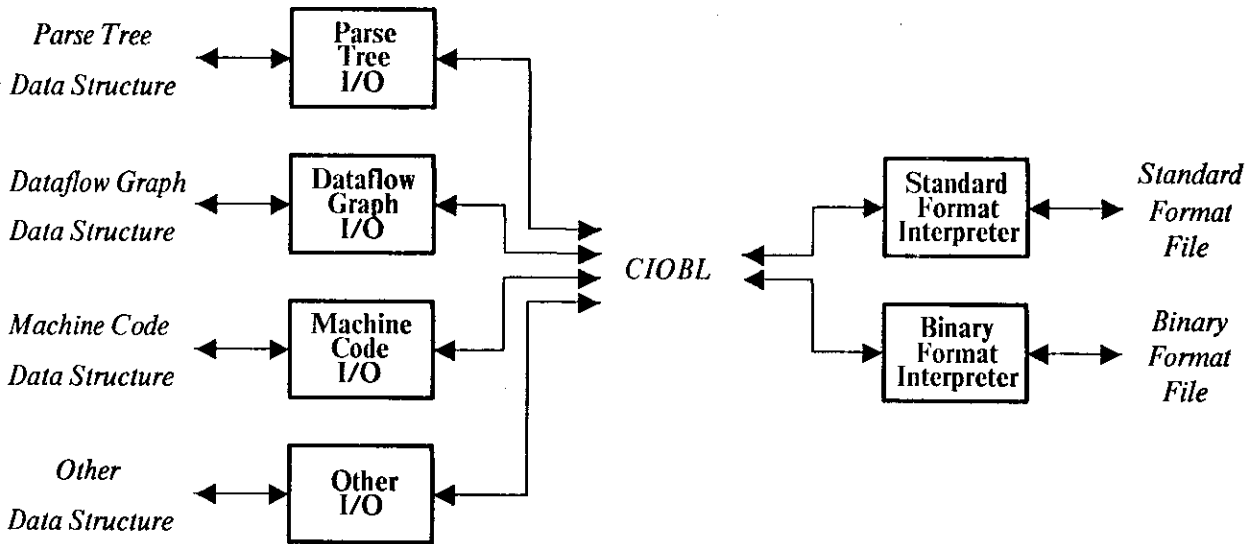 Parse Tree
Data Structure
Parse
Tree
I/O
Dataflow Graph
Data Structure
Dataflow
Graph
I/O
Machine Code
Data Structure
Machine
Code
I/O
Other
Data Structure
Other
I/O
CIOBL
Standard
Format
Interpreter
Standard
Format
File
Binary
Format
Interpreter
Binary
Format
File